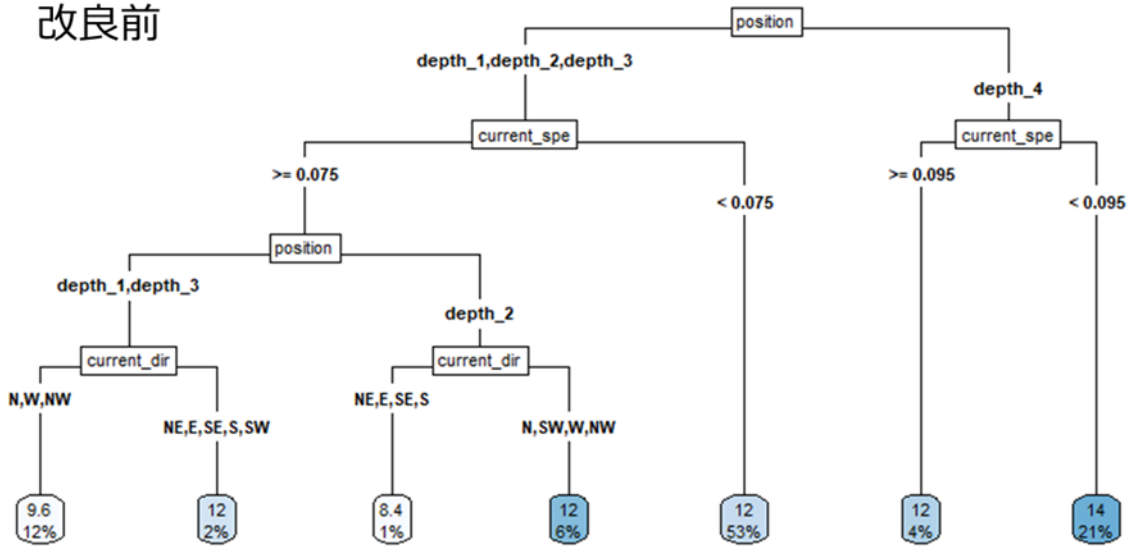 改良前
position
depth_1,depth_2,depth_3
depth_4
current_spe
current_spe
>= 0.075
>= 0.095
< 0.075
< 0.095
position
depth_1,depth_3
depth_2
current_dir
current_dir
N,W,NW
NE,E,SE,S
NE,E,SE,S,SW
N,SW,W,NW
9.6
12%
12
2%
8.4
1%
12
6%
12
53%
12
4%
14
21%